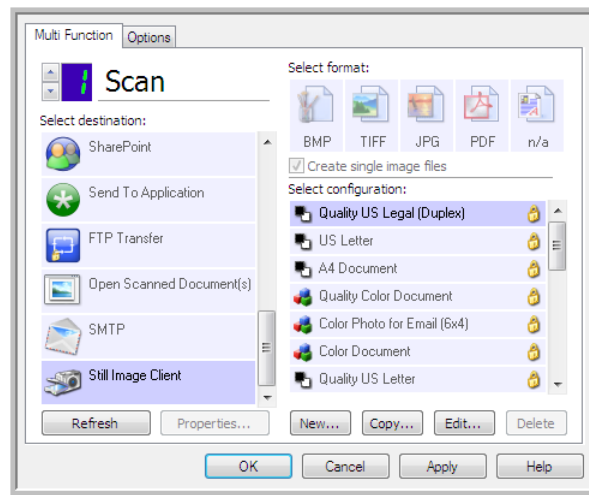 Multi Function
Options
1 Scan
Select destination:
SharePoint
Send To Application
FTP Transfer
Open Scanned Document(s)
SMTP
Still Image Client
Refresh
Properties...
Select format:
BMP
TIFF
JPG
PDF
n/a
Create single image files
Select configuration:
Quality US Legal (Duplex)
US Letter
A4 Document
Quality Color Document
Color Photo for Email (6x4)
Color Document
Quality US Letter
New...
Copy...
Edit...
Delete
OK
Cancel
Apply
Help